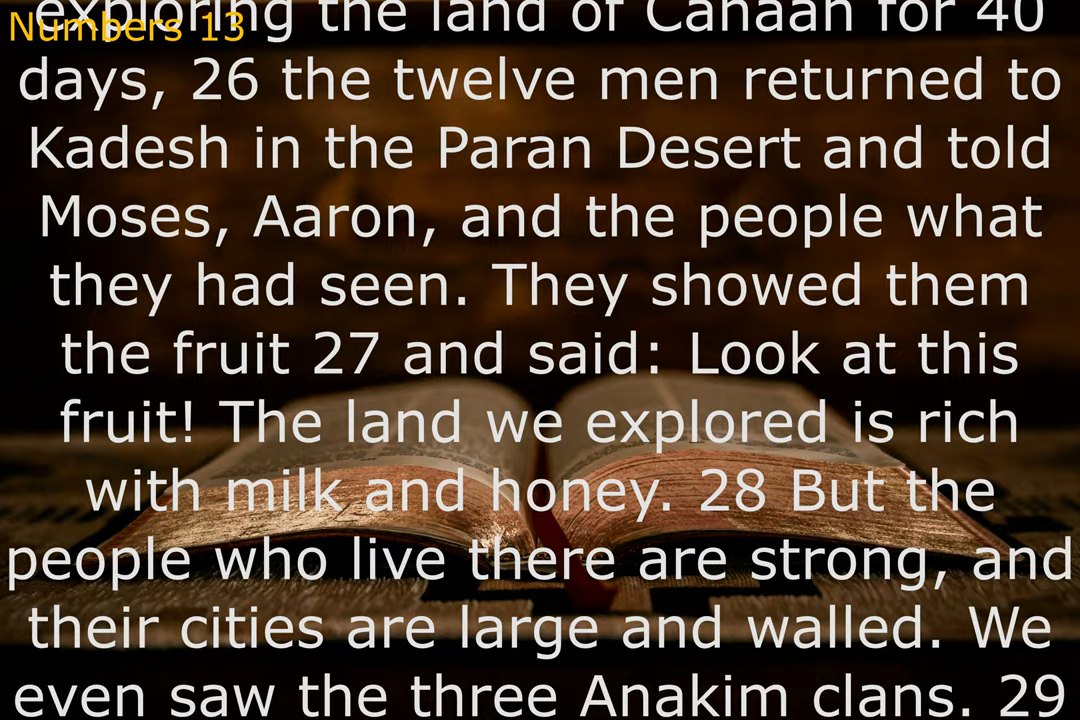 exploring the land of Canaan for 40
Numbers 13
days, 26 the twelve men returned to
Kadesh in the Paran Desert and told
Moses, Aaron, and the people what
they had seen. They showed them
the fruit 27 and said: Look at this
fruit! The land we explored is rich
with milk and honey. 28 But the
people who live there are strong, and
their cities are large and walled. We
even saw the three Anakim clans. 29